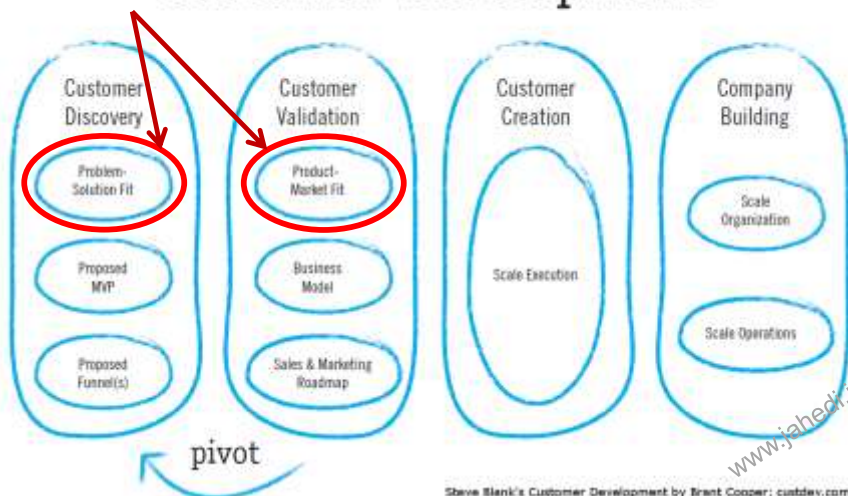 Customer
Discovery
Problem-
Solution Fit
Proposed
MVP
Proposed
Funnel(s)
Customer
Validation
Product-
Market Fit
Business
Model
Sales & Marketing
Roadmap
Customer
Creation
Scale Execution
Company
Building
Scale
Organization
Scale Operations
pivot
www.jahedi.
Steve Blank's Customer Development by Brant Cooper: custdev.com